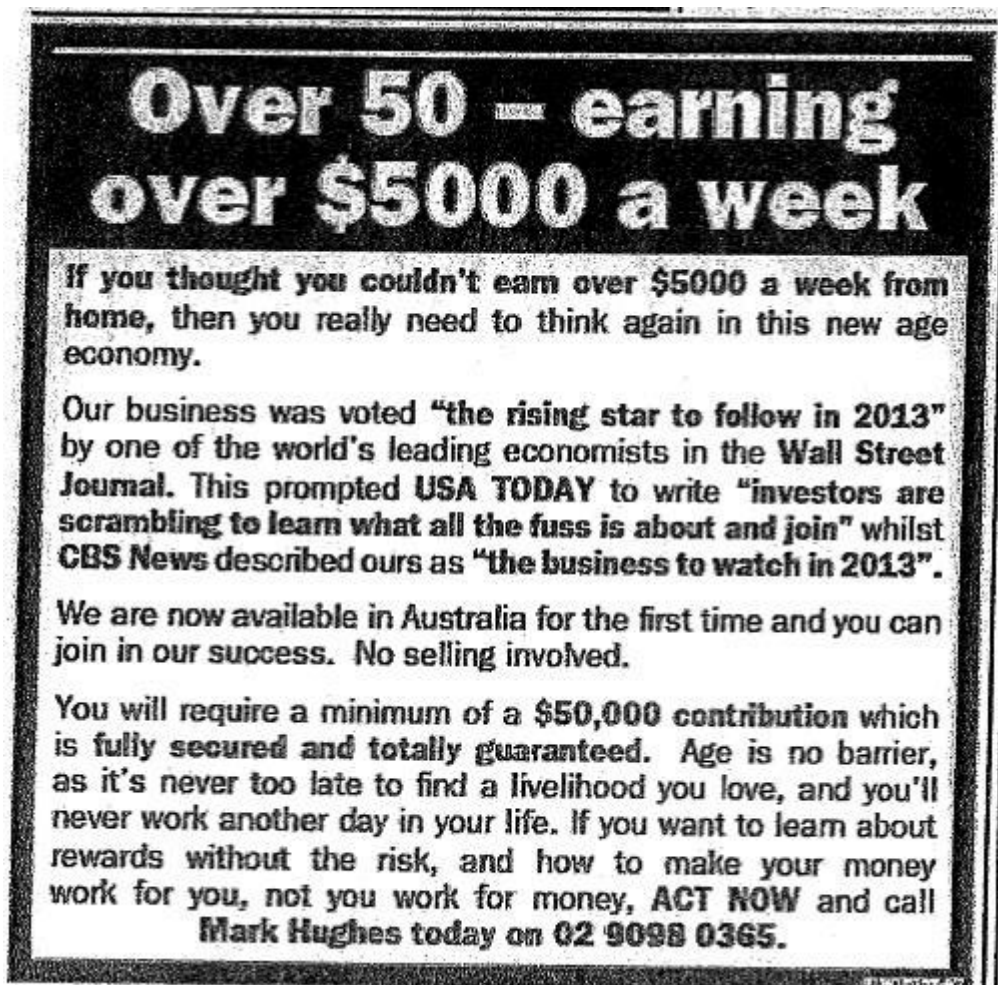 Over 50 – earning
over $5000 a week
If you thought you couldn't earn over $5000 a week from
home, then you really need to think again in this new age
economy.
Our business was voted "the rising star to follow in 2013"
by one of the world's leading economists in the Wall Street
Journal. This prompted USA TODAY to write "investors are
scrambling to learn what all the fuss is about and join" whilst
CBS News described ours as "the business to watch in 2013".
We are now available in Australia for the first time and you can
join in our success. No selling involved.
You will require a minimum of a $50,000 contribution which
is fully secured and totally guaranteed. Age is no barrier,
as it's never too late to find a livelihood you love, and you'll
never work another day in your life. If you want to learn about
rewards without the risk, and how to make your money
work for you, not you work for money, ACT NOW and call
Mark Hughes today on 02 9098 0365.